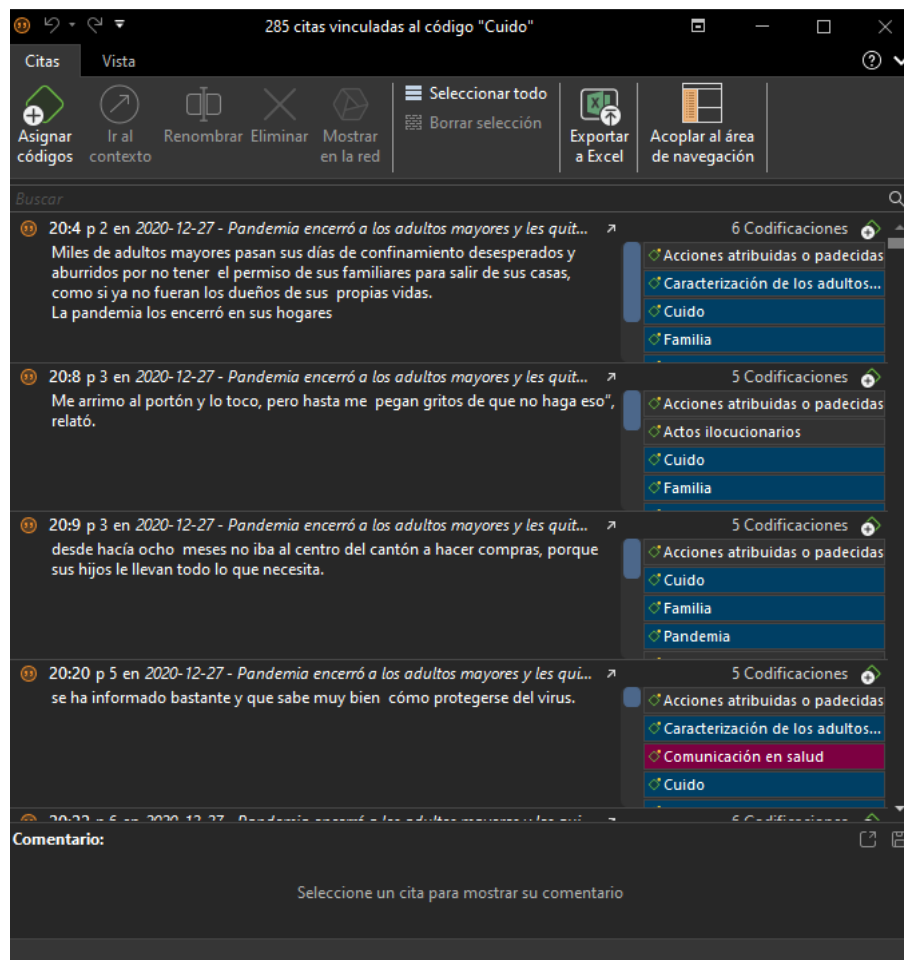 285 citas vinculadas al código "Cuido"
Citas Vista
Asignar códigos
Ir al contexto
Renombrar
Eliminar
Mostrar en la red
Seleccionar todo
Borrar selección
Exportar a Excel
Acoplar al área de navegación
Buscar
20:4 p 2 en 2020-12-27 - Pandemia encerró a los adultos mayores y les quit...
6 Codificaciones
Miles de adultos mayores pasan sus días de confinamiento desesperados y
aburridos por no tener el permiso de sus familiares para salir de sus casas,
como si ya no fueran los dueños de sus propias vidas.
La pandemia los encerró en sus hogares
Acciones atribuidas o padecidas
Caracterización de los adultos...
Cuido
Familia
20:8 p 3 en 2020-12-27 - Pandemia encerró a los adultos mayores y les quit...
5 Codificaciones
Me arrimo al portón y lo toco, pero hasta me pegan gritos de que no haga eso”,
relató.
Acciones atribuidas o padecidas
Actos ilocucionarios
Cuido
Familia
20:9 p 3 en 2020-12-27 - Pandemia encerró a los adultos mayores y les quit...
5 Codificaciones
desde hacía ocho meses no iba al centro del cantón a hacer compras, porque
sus hijos le llevan todo lo que necesita.
Acciones atribuidas o padecidas
Cuido
Familia
Pandemia
20:20 p 5 en 2020-12-27 - Pandemia encerró a los adultos mayores y les qui...
5 Codificaciones
se ha informado bastante y que sabe muy bien cómo protegerse del virus.
Acciones atribuidas o padecidas
Caracterización de los adultos...
Comunicación en salud
Cuido
Comentario:
Seleccione un cita para mostrar su comentario